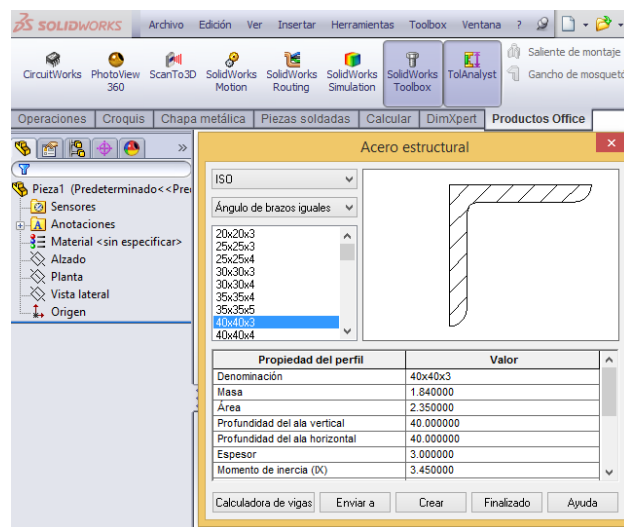 SOLIDWORKS Archivo Edición Ver Insertar Herramientas Toolbox Ventana ?
CircuitWorks PhotoView 360 ScanTo3D SolidWorks Motion SolidWorks Routing SolidWorks Simulation SolidWorks Toolbox TolAnalyst
Saliente de montaje
Gancho de mosquetó
Operaciones Croquis Chapa metálica Piezas soldadas Calcular DimXpert Productos Office
»
Pieza1 (Predeterminado<<Pre
Sensores
Anotaciones
Material <sin especificar>
Alzado
Planta
Vista lateral
Origen
Acero estructural
ISO
Ángulo de brazos iguales
20x20x3
25x25x3
25x25x4
30x30x3
30x30x4
35x35x4
35x35x5
40x40x3
40x40x4
Propiedad del perfil Valor
Denominación 40x40x3
Masa 1.840000
Área 2.350000
Profundidad del ala vertical 40.000000
Profundidad del ala horizontal 40.000000
Espesor 3.000000
Momento de inercia (IX) 3.450000
Calculadora de vigas Enviar a Crear Finalizado Ayuda